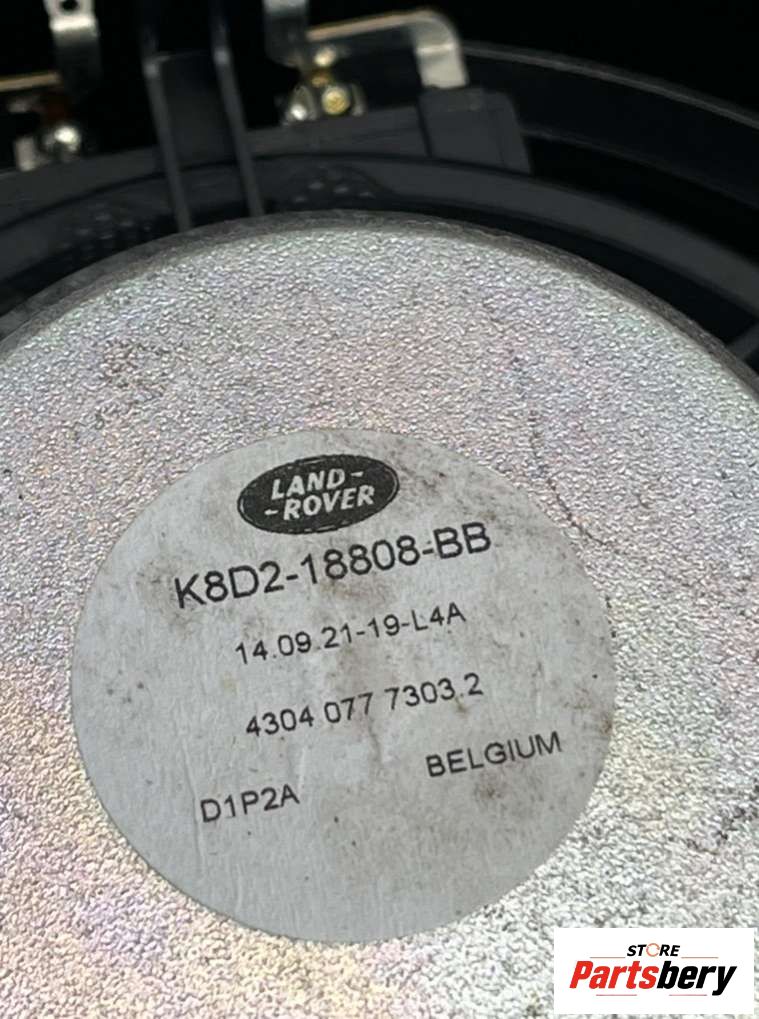 LAND-
-ROVER
K8D2-18808-BB
14.09.21-19-L4A
4304 077 7303.2
D1P2A BELGIUM
STORE
Partsbery